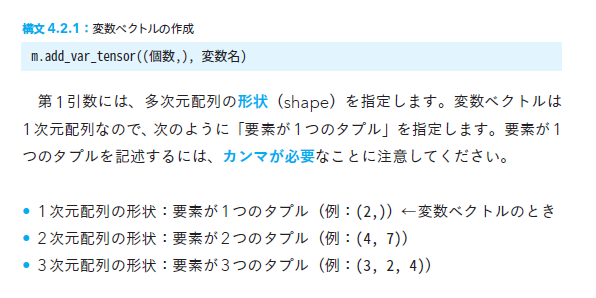 構文 4.2.1：変数ベクトルの作成
m.add_var_tensor((個数,), 変数名)
第1引数には、多次元配列の形状（shape）を指定します。変数ベクトルは
1次元配列なので、次のように「要素が1つのタプル」を指定します。要素が1
つのタプルを記述するには、カンマが必要なことに注意してください。
• 1次元配列の形状：要素が1つのタプル（例：(2,)）←変数ベクトルのとき
• 2次元配列の形状：要素が2つのタプル（例：(4, 7)）
• 3次元配列の形状：要素が3つのタプル（例：(3, 2, 4)）